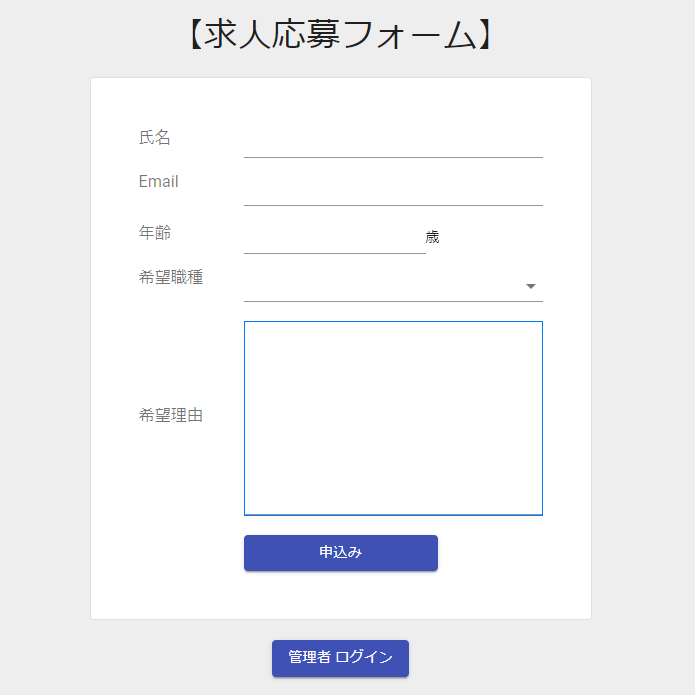 【求人応募フォーム】
氏名
Email
年齢
歳
希望職種
希望理由
申込み
管理者 ログイン